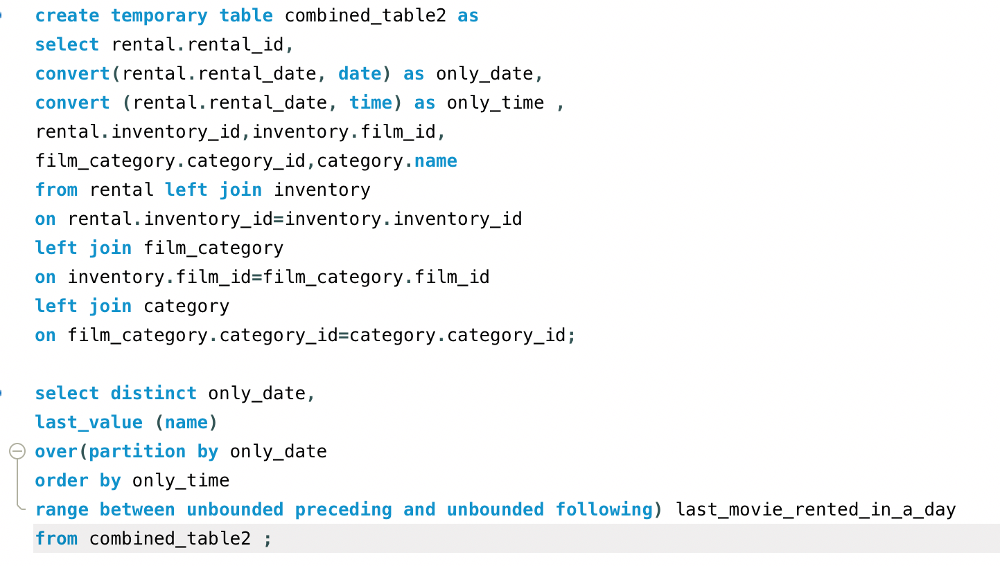 create temporary table combined_table2 as
select rental.rental_id,
convert(rental.rental_date, date) as only_date,
convert (rental.rental_date, time) as only_time ,
rental.inventory_id,inventory.film_id,
film_category.category_id,category.name
from rental left join inventory
on rental.inventory_id=inventory.inventory_id
left join film_category
on inventory.film_id=film_category.film_id
left join category
on film_category.category_id=category.category_id;
select distinct only_date,
last_value (name)
over(partition by only_date
order by only_time
range between unbounded preceding and unbounded following) last_movie_rented_in_a_day
from combined_table2 ;